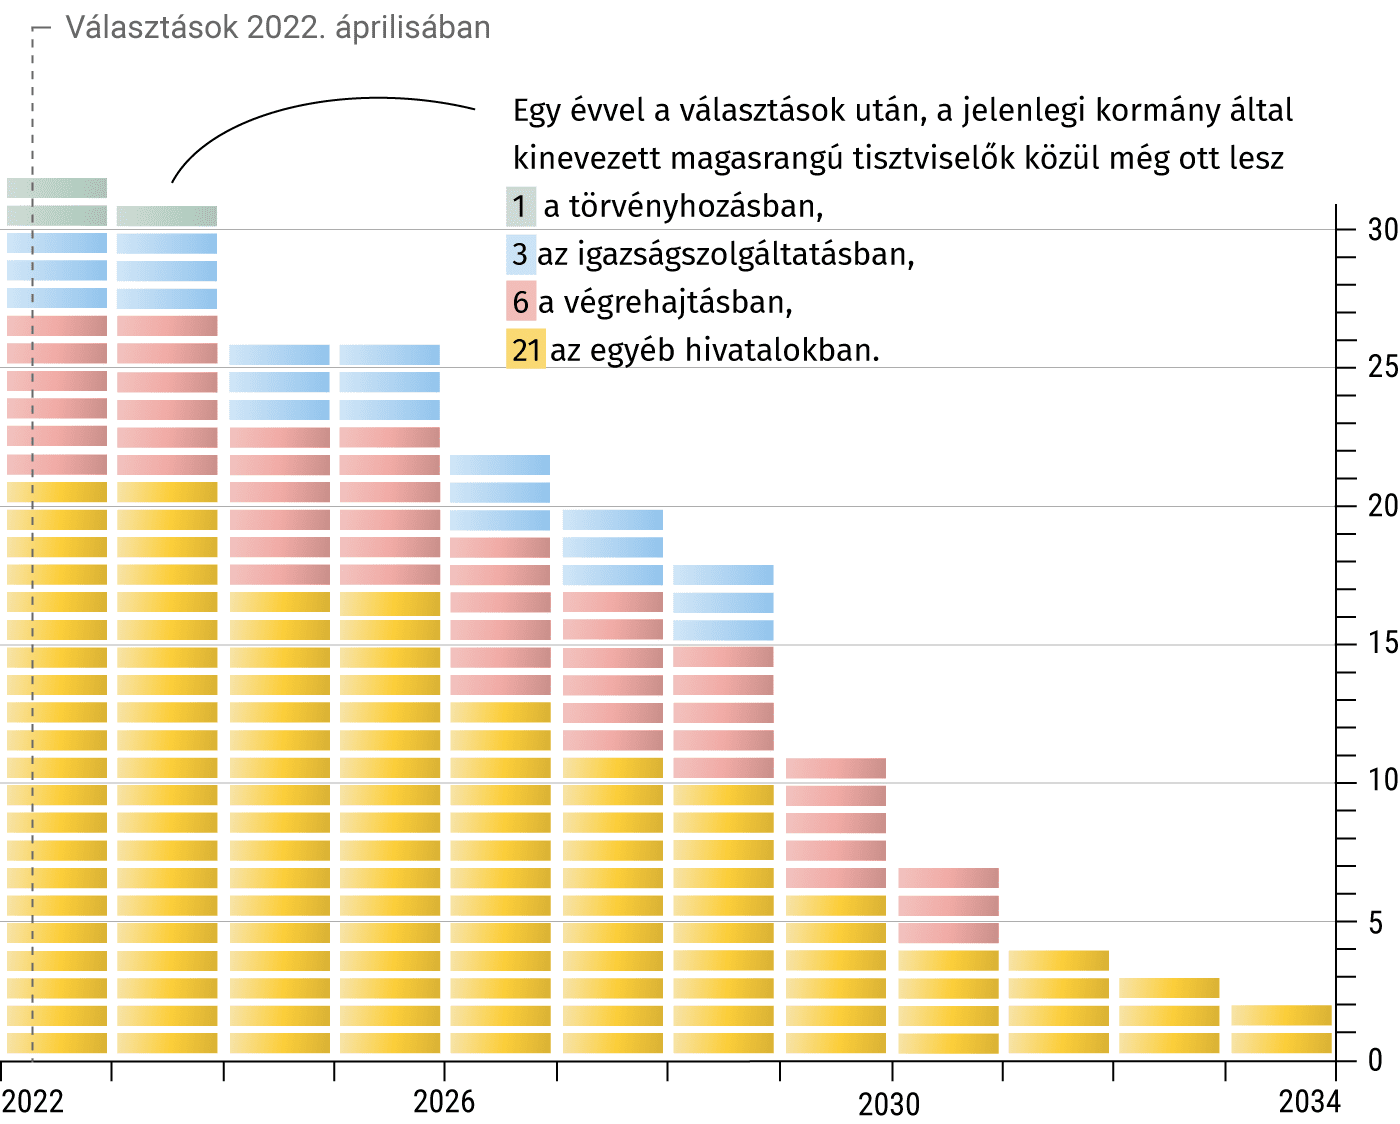 Választások 2022. áprilisában
Egy évvel a választások után, a jelenlegi kormány által
kinevezett magasrangú tisztviselők közül még ott lesz
1 a törvényhozásban,
3 az igazságszolgáltatásban,
6 a végrehajtásban,
21 az egyéb hivatalokban.
30
25
20
15
10
5
0
2022
2026
2030
2034